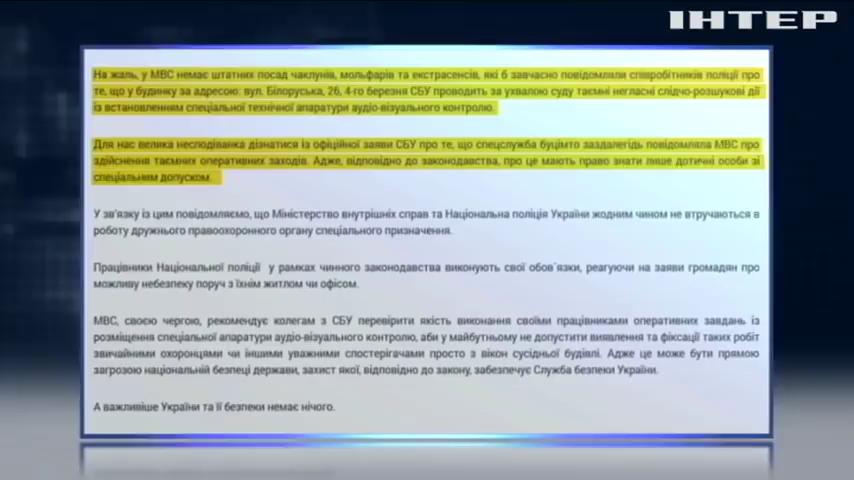 ІНТЕР
На жаль, у МВС немає штатних посад чаклунів, мольфарів та екстрасенсів, які б завчасно повідомляли співробітників поліції про
те, що у будинку за адресою: вул. Білоруська, 26, 4-го березня СБУ проводить за ухвалою суду таємні негласні слідчо-розшукові дії
із встановленням спеціальної технічної апаратури аудіо-візуального контролю.
Для нас велика несподіванка дізнатися із офіційної заяви СБУ про те, що спецслужба буцімто заздалегідь повідомляла МВС про
здійснення таємних оперативних заходів. Адже, відповідно до законодавства, про це мають право знати лише дотичні особи зі
спеціальним допуском.
У зв'язку із цим повідомляємо, що Міністерство внутрішніх справ та Національна поліція України жодним чином не втручаються в
роботу дружнього правоохоронного органу спеціального призначення.
Працівники Національної поліції у рамках чинного законодавства виконують свої обов`язки, реагуючи на заяви громадян про
можливу небезпеку поруч з їхнім житлом чи офісом.
МВС, своєю чергою, рекомендує колегам з СБУ перевірити якість виконання своїми працівниками оперативних завдань із
розміщення спеціальної апаратури аудіо-візуального контролю, аби у майбутньому не допустити виявлення та фіксації таких робіт
звичайними охоронцями чи іншими уважними спостерігачами просто з вікон сусідньої будівлі. Адже це може бути прямою
загрозою національній безпеці держави, захист якої, відповідно до закону, забезпечує Служба безпеки України.
А важливіше України та її безпеки немає нічого.